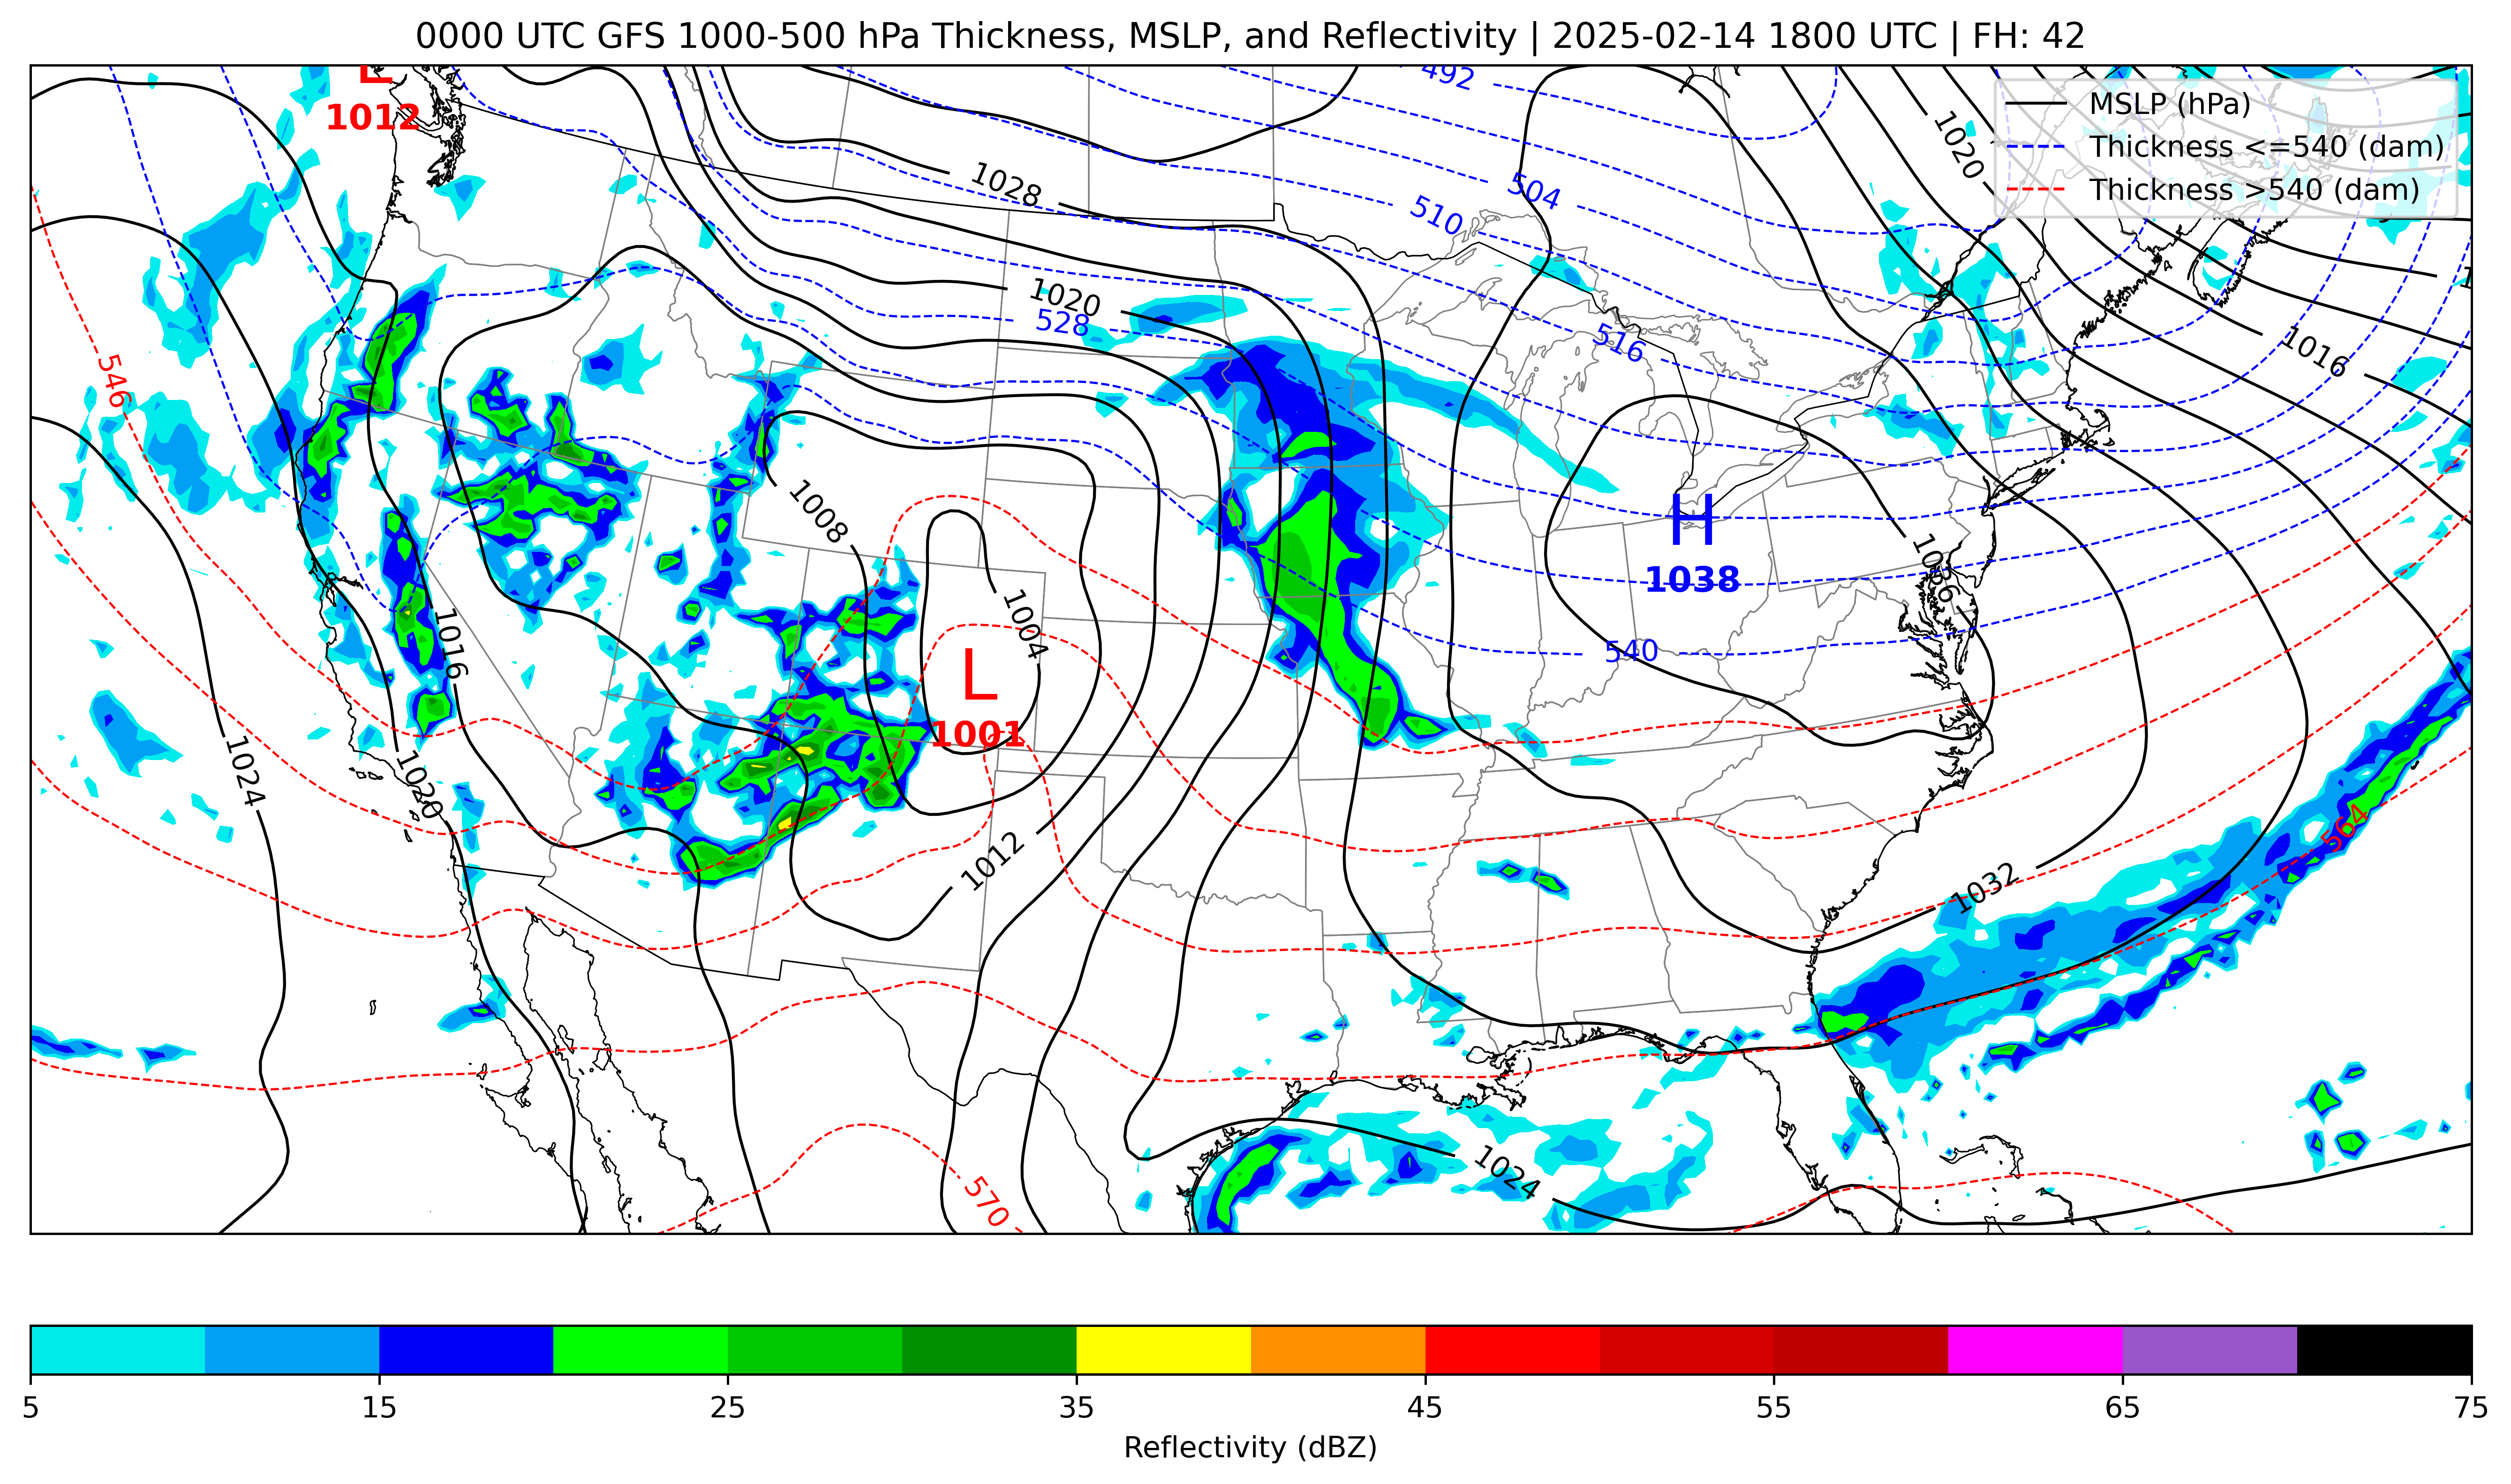 0000 UTC GFS 1000-500 hPa Thickness, MSLP, and Reflectivity | 2025-02-14 1800 UTC | FH: 42
L
1012
492
MSLP (hPa)
Thickness <=540 (dam)
Thickness >540 (dam)
1020
1028
504
510
1020
528
516
1016
546
1008
H
1038
1036
1004
1016
540
L
1001
1024
1020
564
1012
1032
1024
570
5 15 25 35 45 55 65 75
Reflectivity (dBZ)